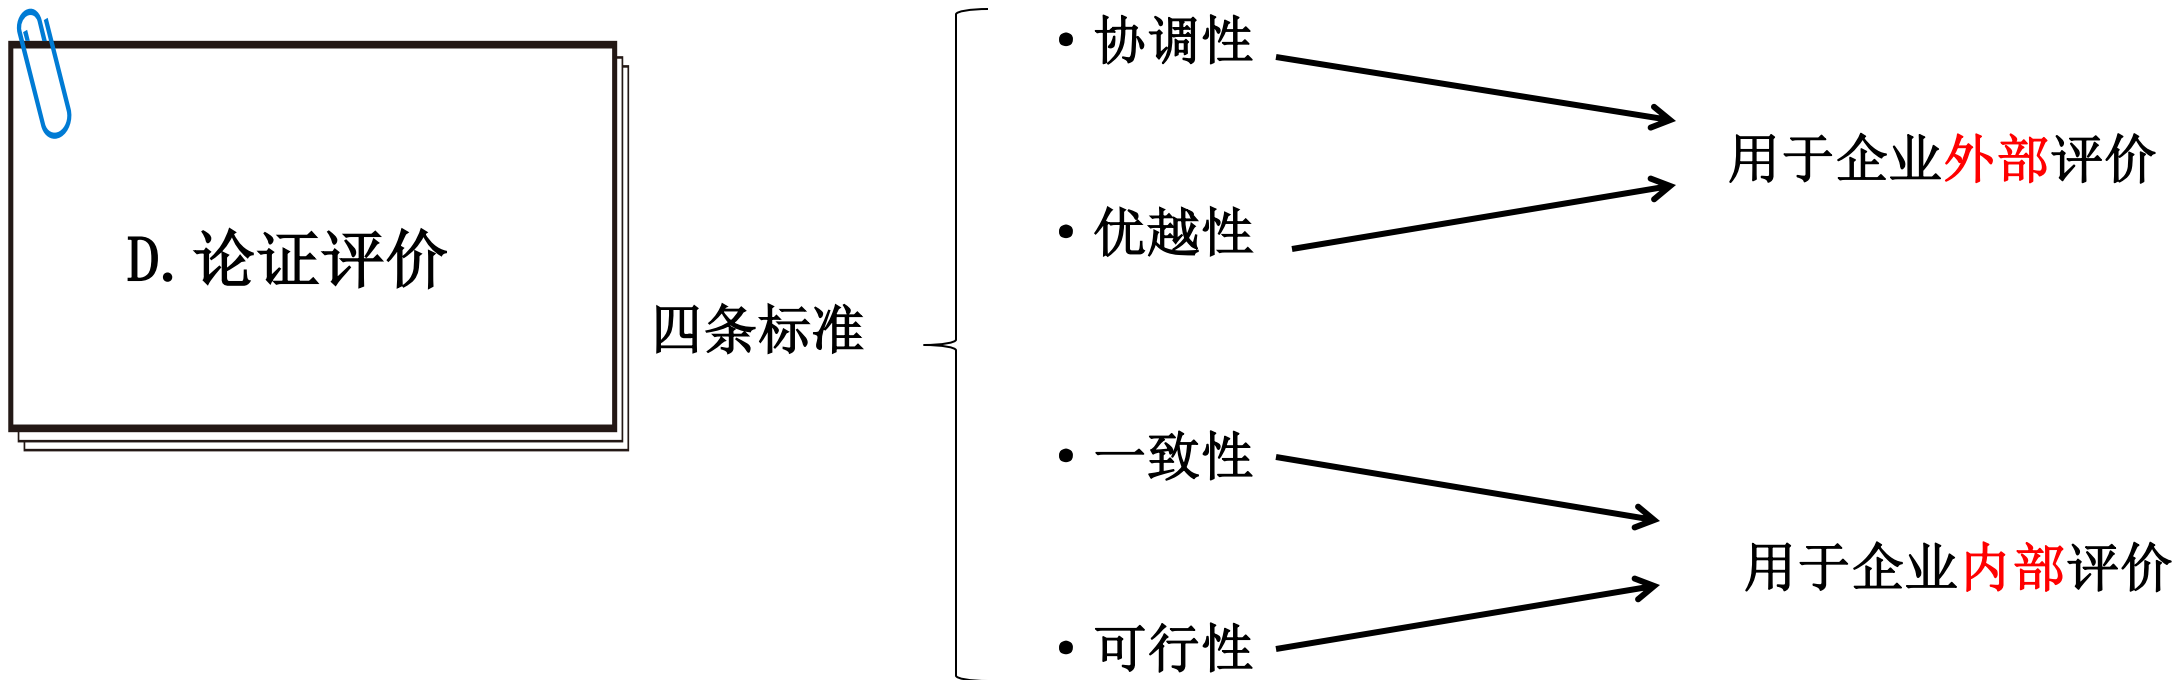 D.论证评价
四条标准
• 协调性
• 优越性
用于企业外部评价
• 一致性
• 可行性
用于企业内部评价